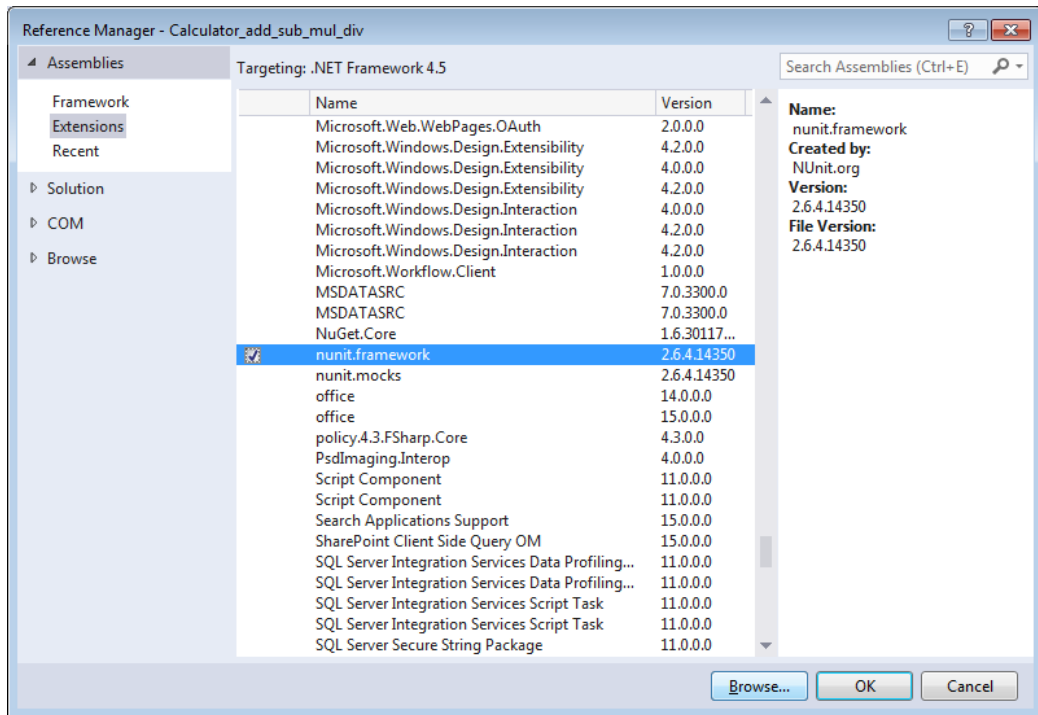 Reference Manager - Calculator_add_sub_mul_div
Assemblies
Framework
Extensions
Recent
Solution
COM
Browse
Targeting: .NET Framework 4.5
Search Assemblies (Ctrl+E)
Name Version
Microsoft.Web.WebPages.OAuth 2.0.0.0
Microsoft.Windows.Design.Extensibility 4.2.0.0
Microsoft.Windows.Design.Extensibility 4.0.0.0
Microsoft.Windows.Design.Extensibility 4.2.0.0
Microsoft.Windows.Design.Interaction 4.0.0.0
Microsoft.Windows.Design.Interaction 4.2.0.0
Microsoft.Windows.Design.Interaction 4.2.0.0
Microsoft.Workflow.Client 1.0.0.0
MSDATASRC 7.0.3300.0
MSDATASRC 7.0.3300.0
NuGet.Core 1.6.30117...
nunit.framework 2.6.4.14350
nunit.mocks 2.6.4.14350
office 14.0.0.0
office 15.0.0.0
policy.4.3.FSharp.Core 4.3.0.0
PsdImaging.Interop 4.0.0.0
Script Component 11.0.0.0
Script Component 11.0.0.0
Search Applications Support 15.0.0.0
SharePoint Client Side Query OM 15.0.0.0
SQL Server Integration Services Data Profiling... 11.0.0.0
SQL Server Integration Services Data Profiling... 11.0.0.0
SQL Server Integration Services Script Task 11.0.0.0
SQL Server Integration Services Script Task 11.0.0.0
SQL Server Secure String Package 11.0.0.0
Name:
nunit.framework
Created by:
NUnit.org
Version:
2.6.4.14350
File Version:
2.6.4.14350
Browse... OK Cancel